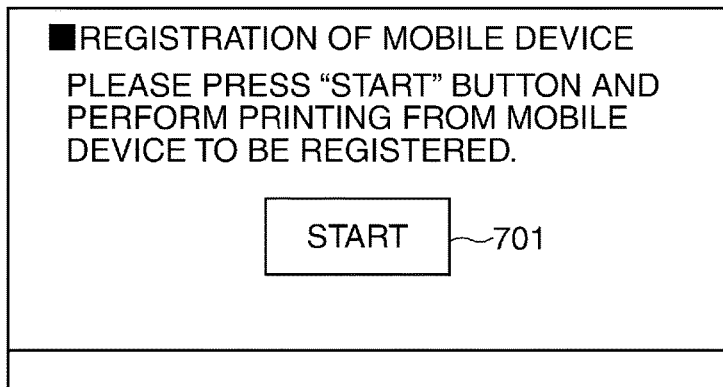 ■REGISTRATION OF MOBILE DEVICE
PLEASE PRESS “START” BUTTON AND
PERFORM PRINTING FROM MOBILE
DEVICE TO BE REGISTERED.
START 701